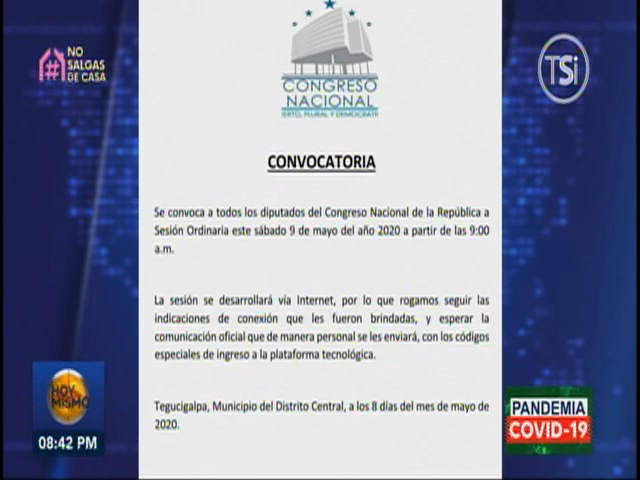 #
NO
SALGAS
DE CASA
TSi
CONGRESO
NACIONAL
CONVOCATORIA
Se convoca a todos los diputados del Congreso Nacional de la República a
Sesión Ordinaria este sábado 9 de mayo del año 2020 a partir de las 9:00
a.m.
La sesión se desarrollará vía Internet, por lo que rogamos seguir las
indicaciones de conexión que les fueron brindadas, y esperar la
comunicación oficial que de manera personal se les enviará, con los códigos
especiales de ingreso a la plataforma tecnológica.
Tegucigalpa, Municipio del Distrito Central, a los 8 días del mes de mayo de
2020.
HOY
MISMO
08:42 PM
PANDEMIA
COVID-19